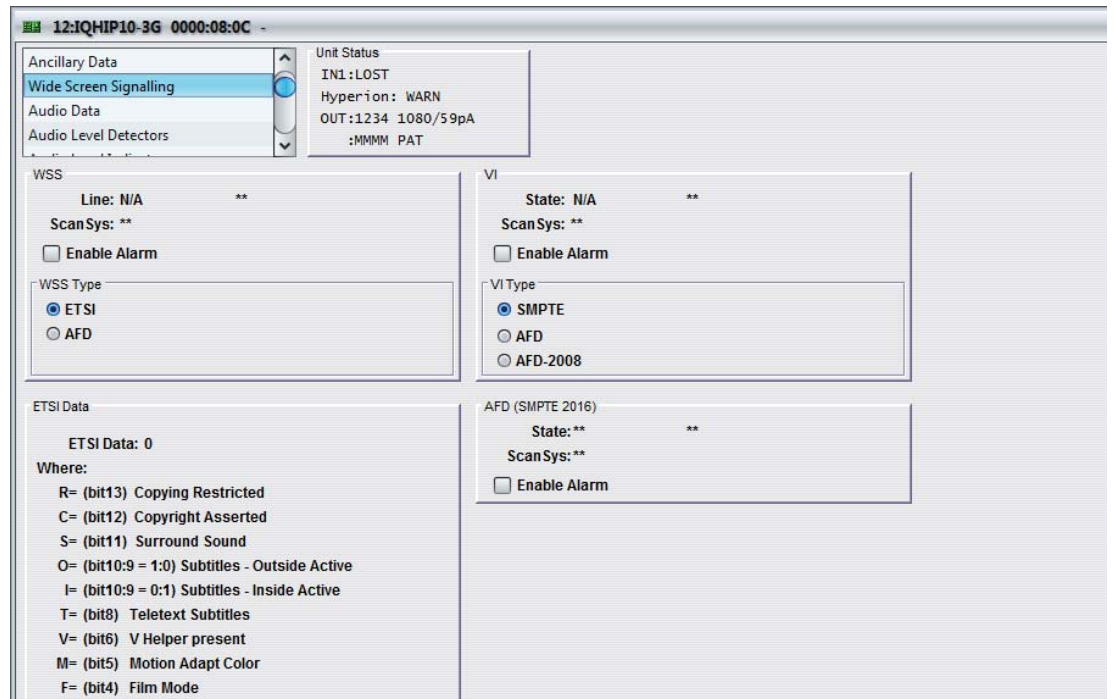 12:IQHIP10-3G 0000:08:0C -
Ancillary Data
Wide Screen Signalling
Audio Data
Audio Level Detectors
Unit Status
IN1:LOST
Hyperion: WARN
OUT:1234 1080/59pA
:MMMM PAT
WSS
Line: N/A **
ScanSys: **
Enable Alarm
WSS Type
ETSI
AFD
VI
State: N/A **
ScanSys: **
Enable Alarm
VI Type
SMPTE
AFD
AFD-2008
ETSI Data
ETSI Data: 0
Where:
R= (bit13) Copying Restricted
C= (bit12) Copyright Asserted
S= (bit11) Surround Sound
O= (bit10:9 = 1:0) Subtitles - Outside Active
I= (bit10:9 = 0:1) Subtitles - Inside Active
T= (bit8) Teletext Subtitles
V= (bit6) V Helper present
M= (bit5) Motion Adapt Color
F= (bit4) Film Mode
AFD (SMPTE 2016)
State:** **
ScanSys:**
Enable Alarm